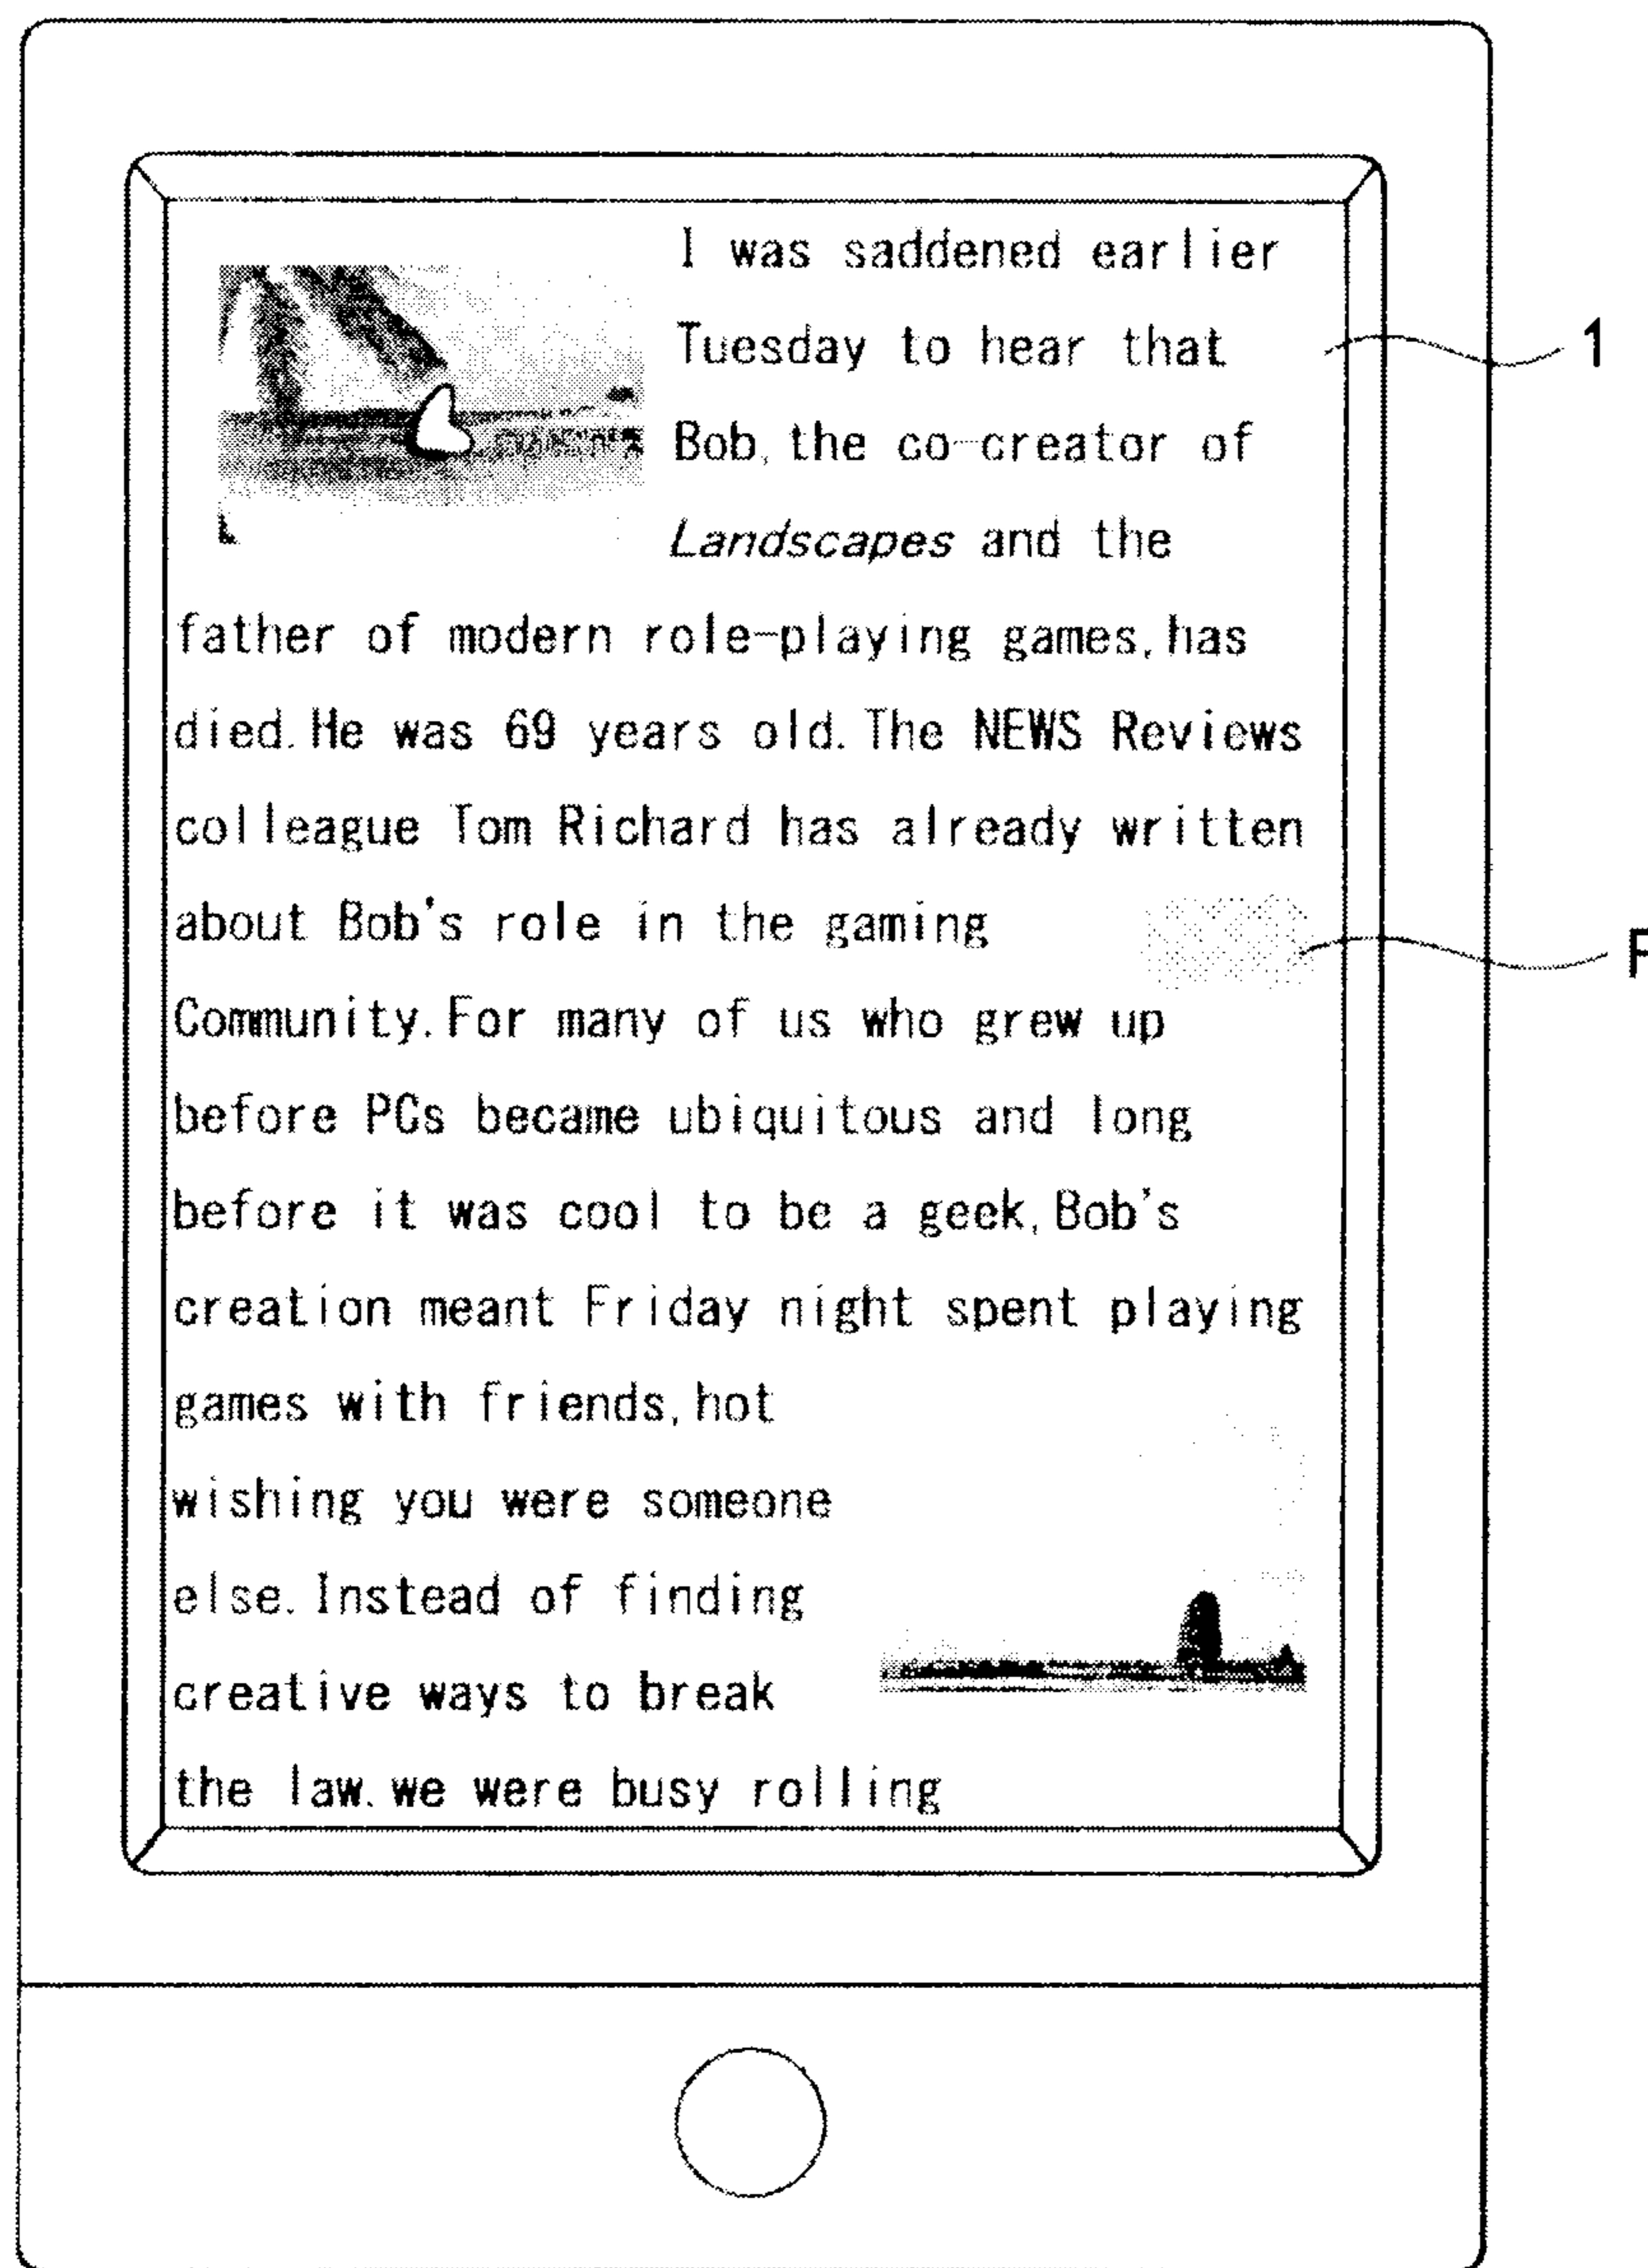 I was saddened earlier
Tuesday to hear that
Bob, the co-creator of
Landscapes and the
father of modern role-playing games, has
died. He was 69 years old. The NEWS Reviews
colleague Tom Richard has already written
about Bob's role in the gaming
Community. For many of us who grew up
before PCs became ubiquitous and long
before it was cool to be a geek, Bob's
creation meant Friday night spent playing
games with friends, hot
wishing you were someone
else. Instead of finding
creative ways to break
the law. we were busy rolling
1